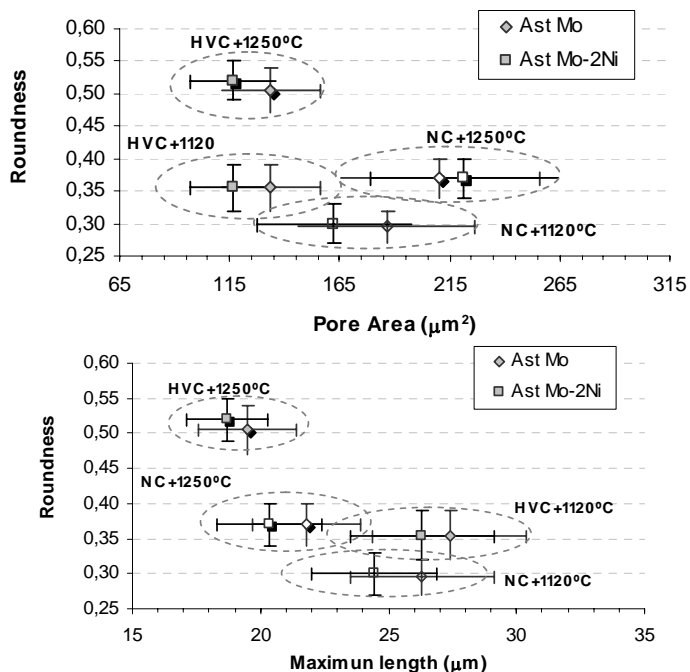 0,60
0,55
0,50
0,45
0,40
0,35
0,30
0,25
Roundness
HVC+1250ºC
HVC+1120
NC+1250ºC
NC+1120ºC
Ast Mo
Ast Mo-2Ni
65 115 165 215 265 315
Pore Area (μm²)
0,60
0,55
0,50
0,45
0,40
0,35
0,30
0,25
Roundness
HVC+1250ºC
NC+1250ºC
HVC+1120ºC
NC+1120ºC
Ast Mo
Ast Mo-2Ni
15 20 25 30 35
Maximun length (μm)